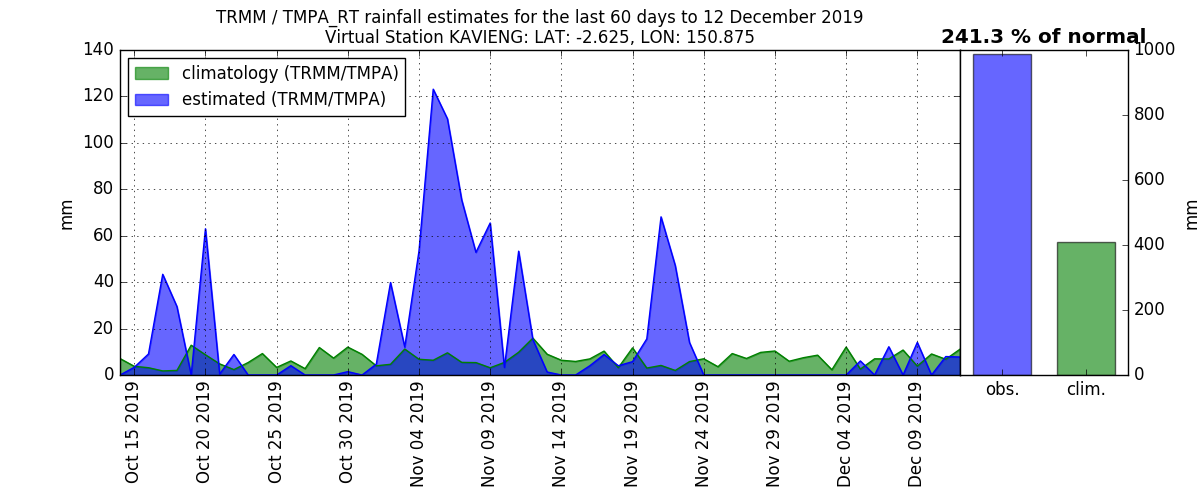 TRMM / TMPA_RT rainfall estimates for the last 60 days to 12 December 2019
Virtual Station KAVIENG: LAT: -2.625, LON: 150.875
241.3 % of normal
climatology (TRMM/TMPA)
estimated (TRMM/TMPA)
140
120
100
80
60
40
20
0
mm
Oct 15 2019
Oct 20 2019
Oct 25 2019
Oct 30 2019
Nov 04 2019
Nov 09 2019
Nov 14 2019
Nov 19 2019
Nov 24 2019
Nov 29 2019
Dec 04 2019
Dec 09 2019
1000
800
600
400
200
0
mm
obs.
clim.